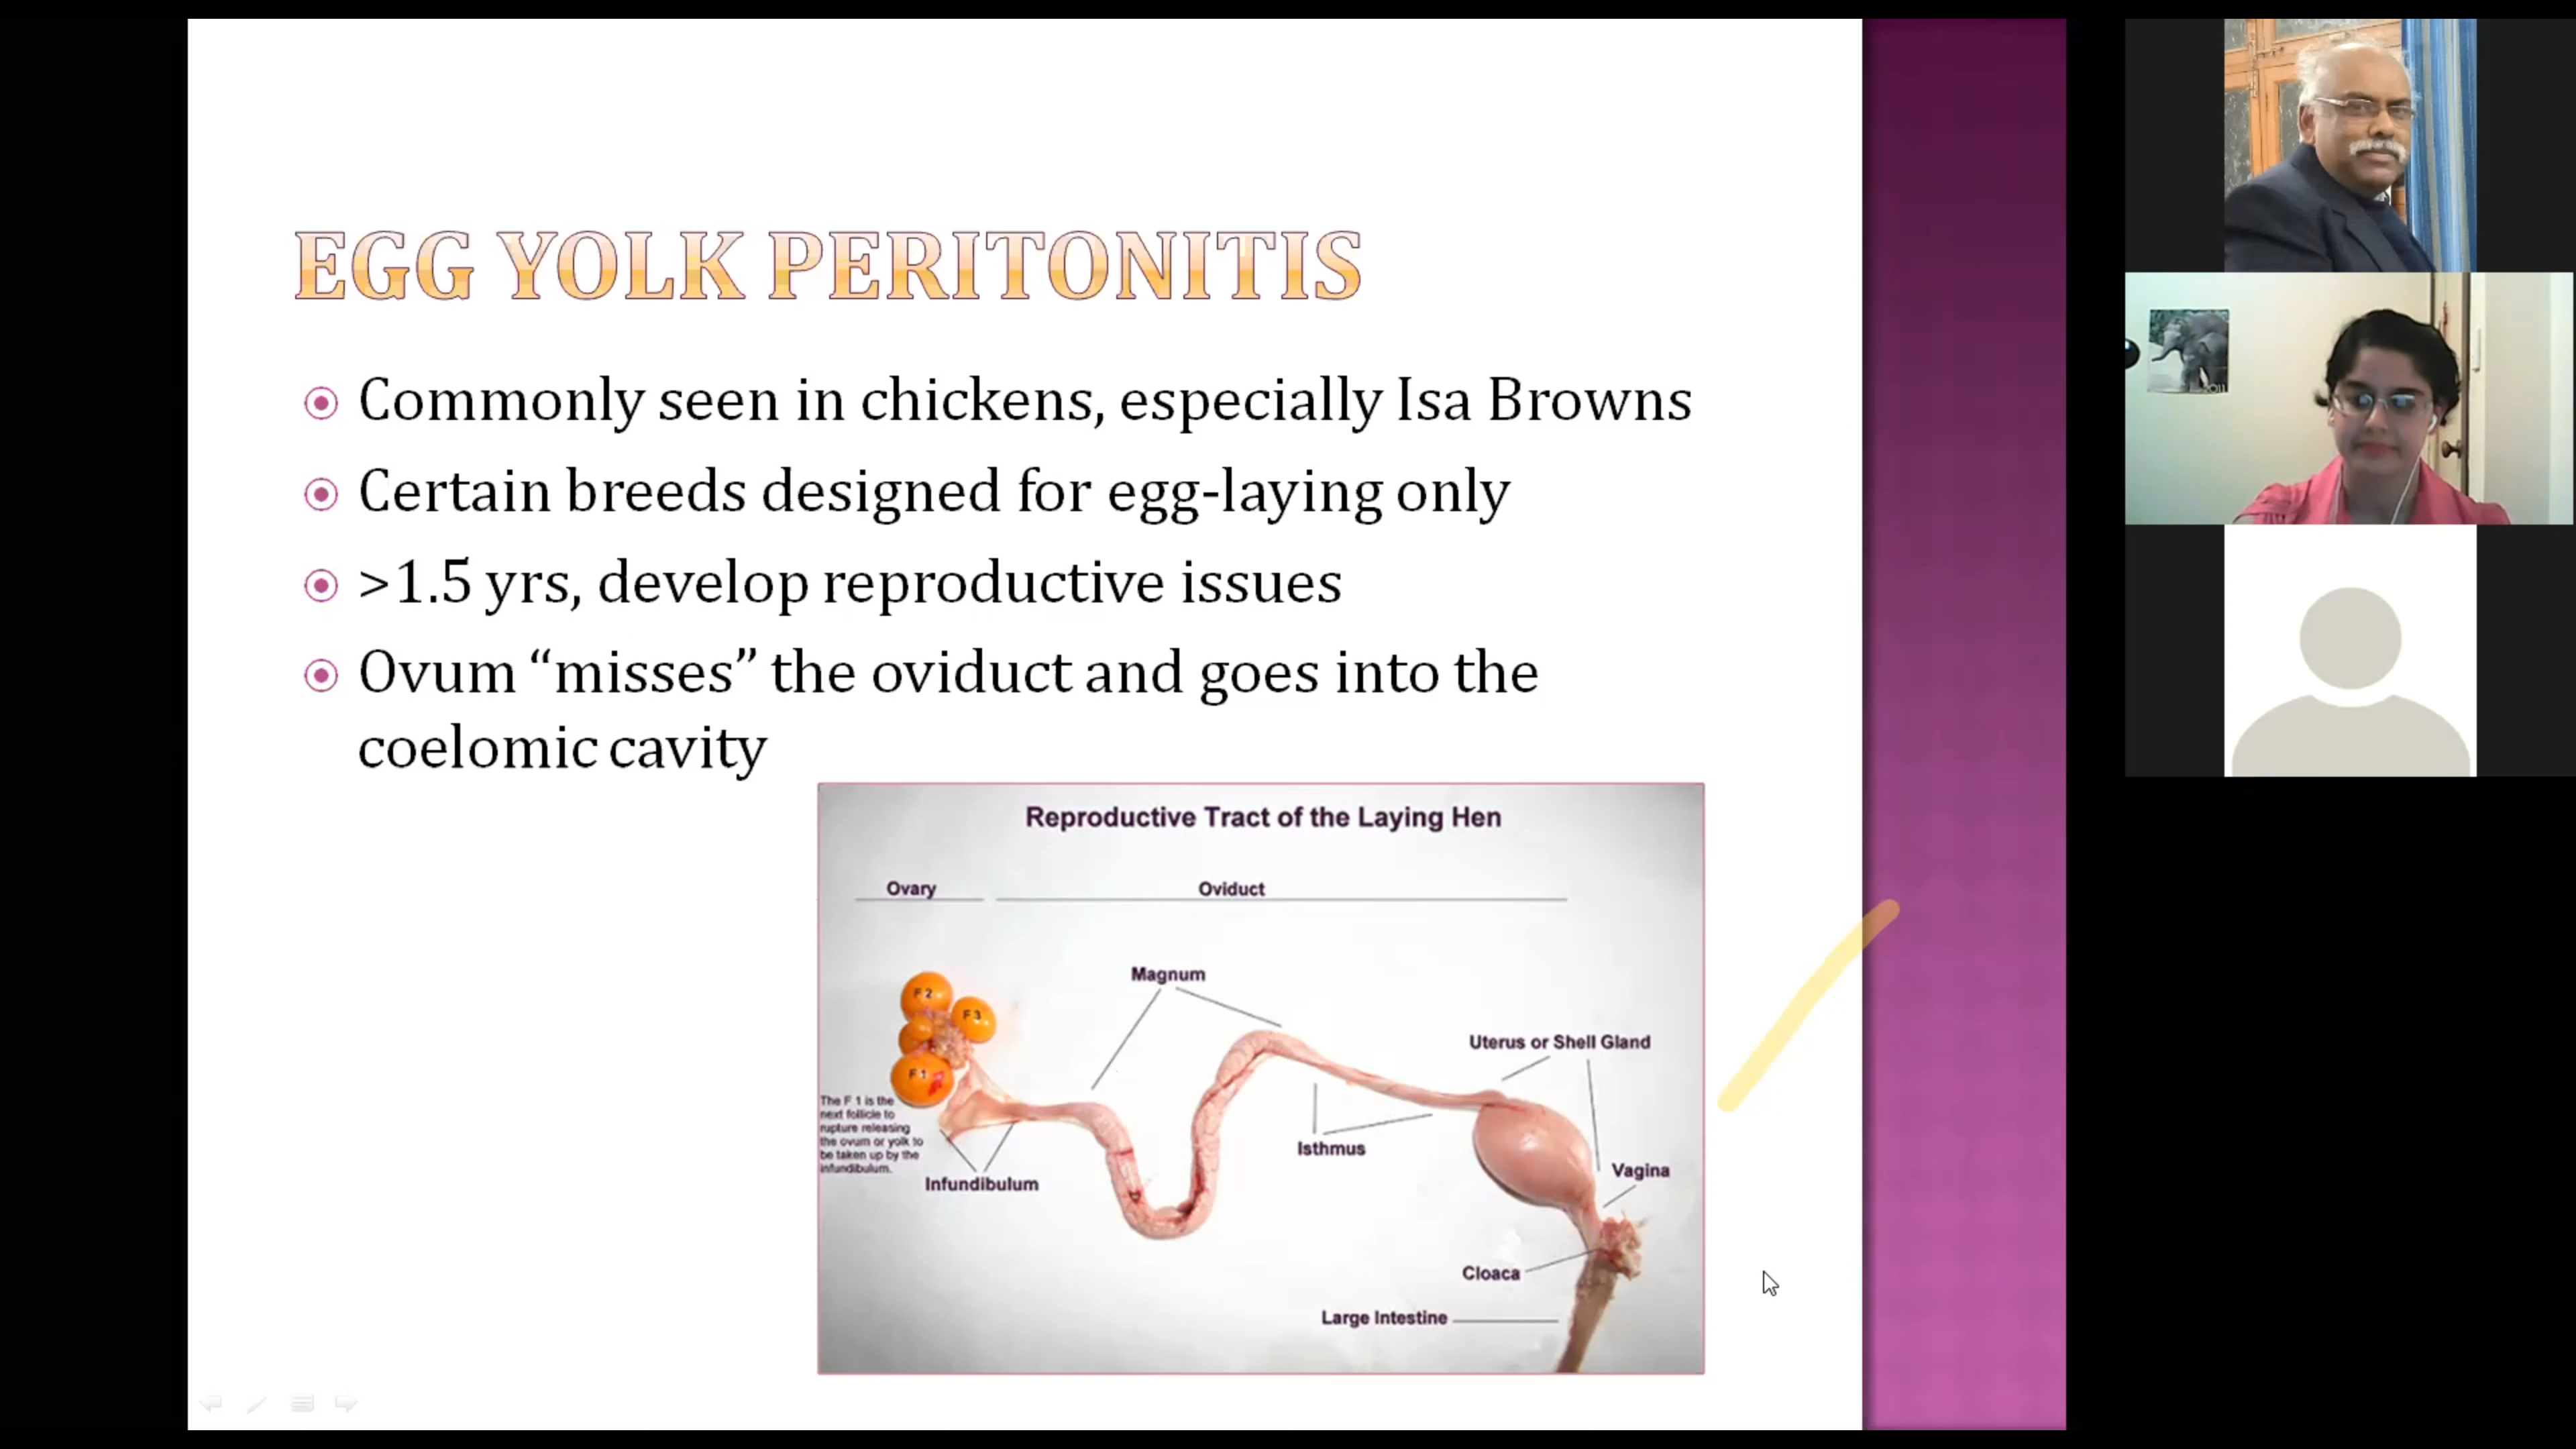 EGG YOLK PERITONITIS
Commonly seen in chickens, especially Isa Browns
Certain breeds designed for egg-laying only
>1.5 yrs, develop reproductive issues
Ovum “misses” the oviduct and goes into the
coelomic cavity
Reproductive Tract of the Laying Hen
Ovary
Oviduct
Magnum
F 2
F 3
F 1
Uterus or Shell Gland
The F 1 is the
next follicle to
rupture releasing
the ovum or yolk to
be taken up by the
infundibulum.
Infundibulum
Isthmus
Vagina
Cloaca
Large Intestine
2011